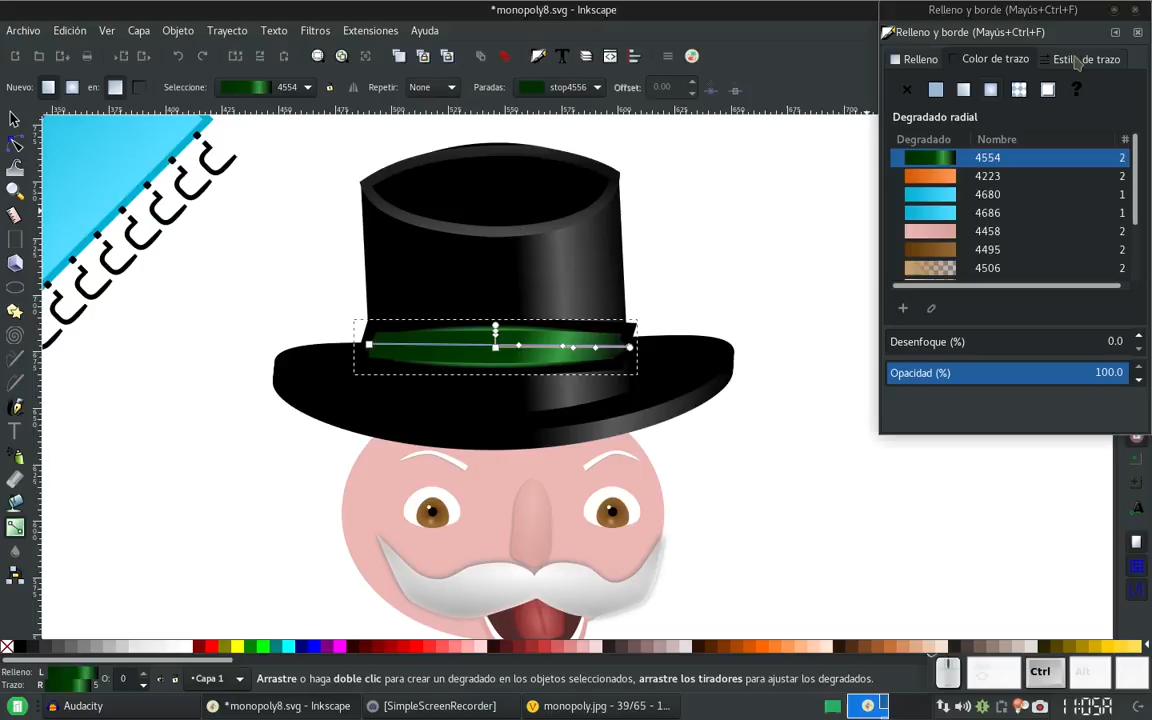 *monopoly8.svg - Inkscape
Relleno y borde (Mayús+Ctrl+F)
Archivo Edición Ver Capa Objeto Trayecto Texto Filtros Extensiones Ayuda
Relleno y borde (Mayús+Ctrl+F)
Relleno Color de trazo Estilo de trazo
Nuevo: en: Seleccione: 4554 Repetir: None Paradas: stop4556 Offset: 0.00
Degradado radial
Degradado Nombre #
4554 2
4223 2
4680 1
4686 1
4458 2
4495 2
4506 2
Desenfoque (%) 0.0
Opacidad (%) 100.0
Relleno: L
Trazo: R 5
O: 0
•Capa 1
Arrastre o haga doble clic para crear un degradado en los objetos seleccionados, arrastre los tiradores para ajustar los degradados.
Ctrl Alt
Audacity
*monopoly8.svg - Inkscape
[SimpleScreenRecorder]
monopoly.jpg - 39/65 - 1...
11:05A